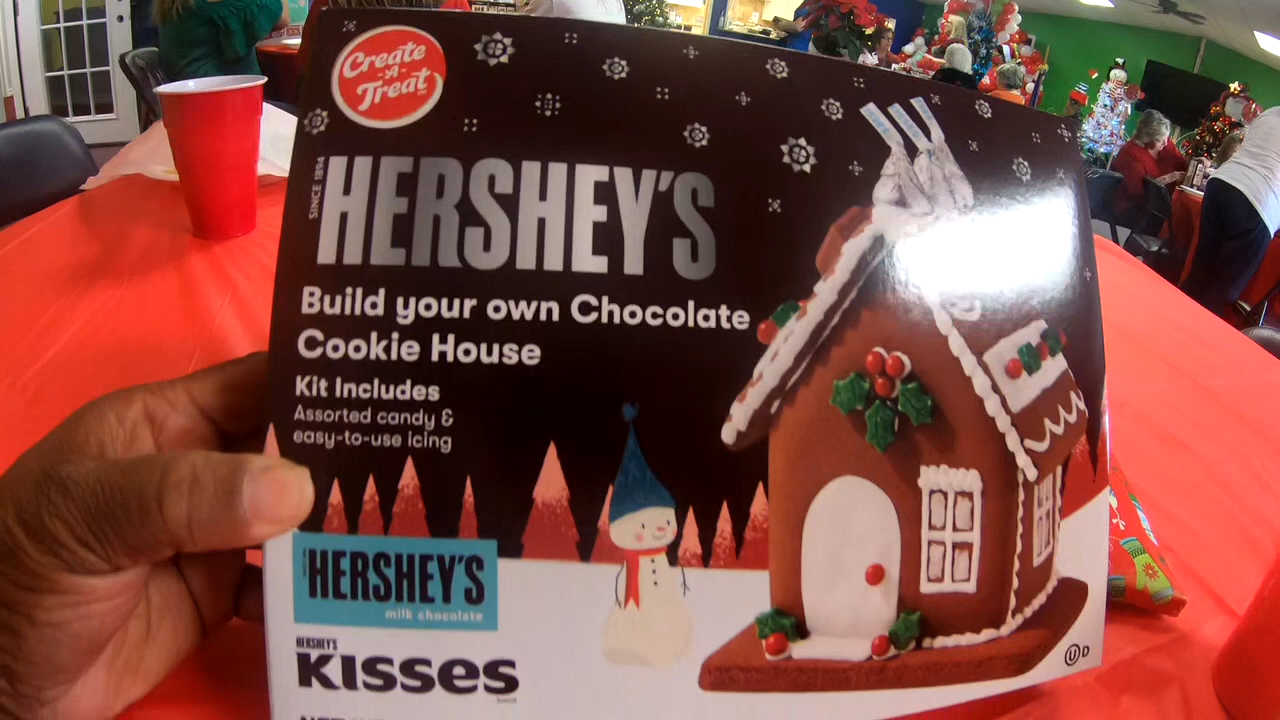 Create
-A-
Treat
SINCE 1894
HERSHEY'S
Build your own Chocolate
Cookie House
Kit Includes
Assorted candy &
easy-to-use icing
HERSHEY'S
milk chocolate
HERSHEY'S
KISSES
U D